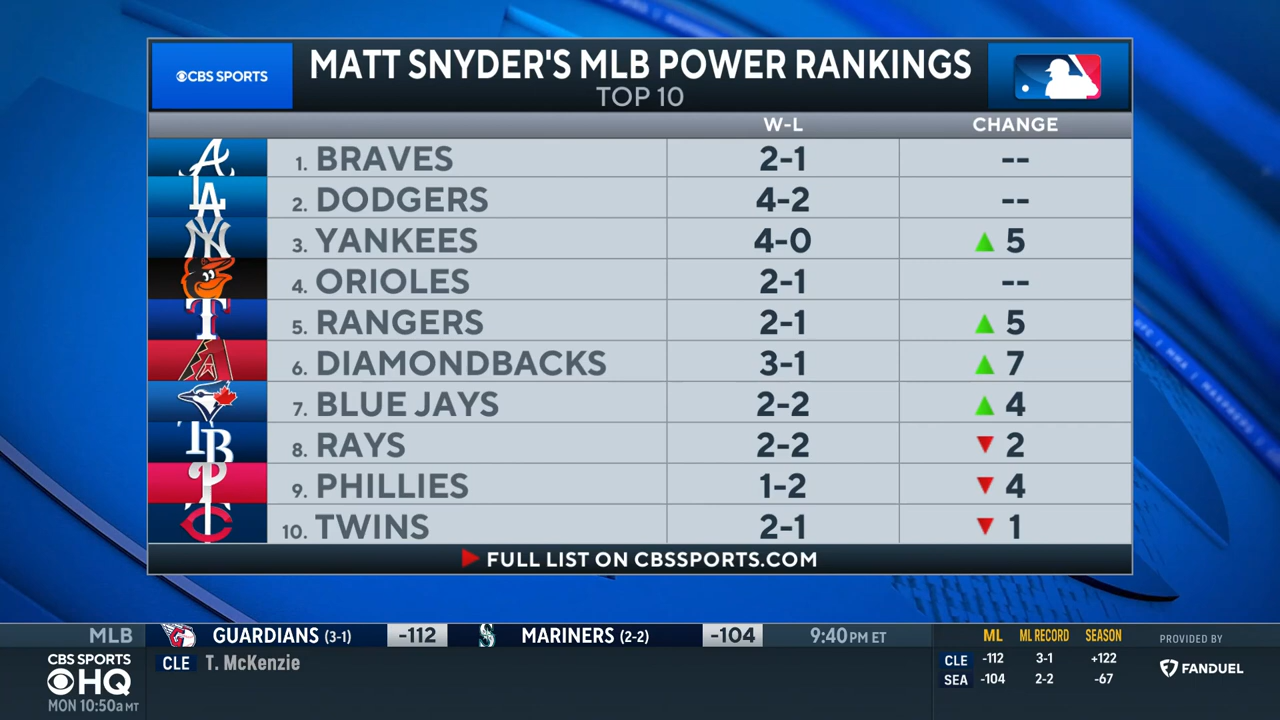 CBS SPORTS
MATT SNYDER'S MLB POWER RANKINGS
TOP 10
W-L CHANGE
1. BRAVES 2-1 --
2. DODGERS 4-2 --
3. YANKEES 4-0 ▲ 5
4. ORIOLES 2-1 --
5. RANGERS 2-1 ▲ 5
6. DIAMONDBACKS 3-1 ▲ 7
7. BLUE JAYS 2-2 ▲ 4
8. RAYS 2-2 ▼ 2
9. PHILLIES 1-2 ▼ 4
10. TWINS 2-1 ▼ 1
FULL LIST ON CBSSPORTS.COM
MLB GUARDIANS (3-1) -112 MARINERS (2-2) -104 9:40 PM ET
CBS SPORTS HQ
MON 10:50a MT
CLE T. McKenzie
ML ML RECORD SEASON
CLE -112 3-1 +122
SEA -104 2-2 -67
PROVIDED BY
FANDUEL